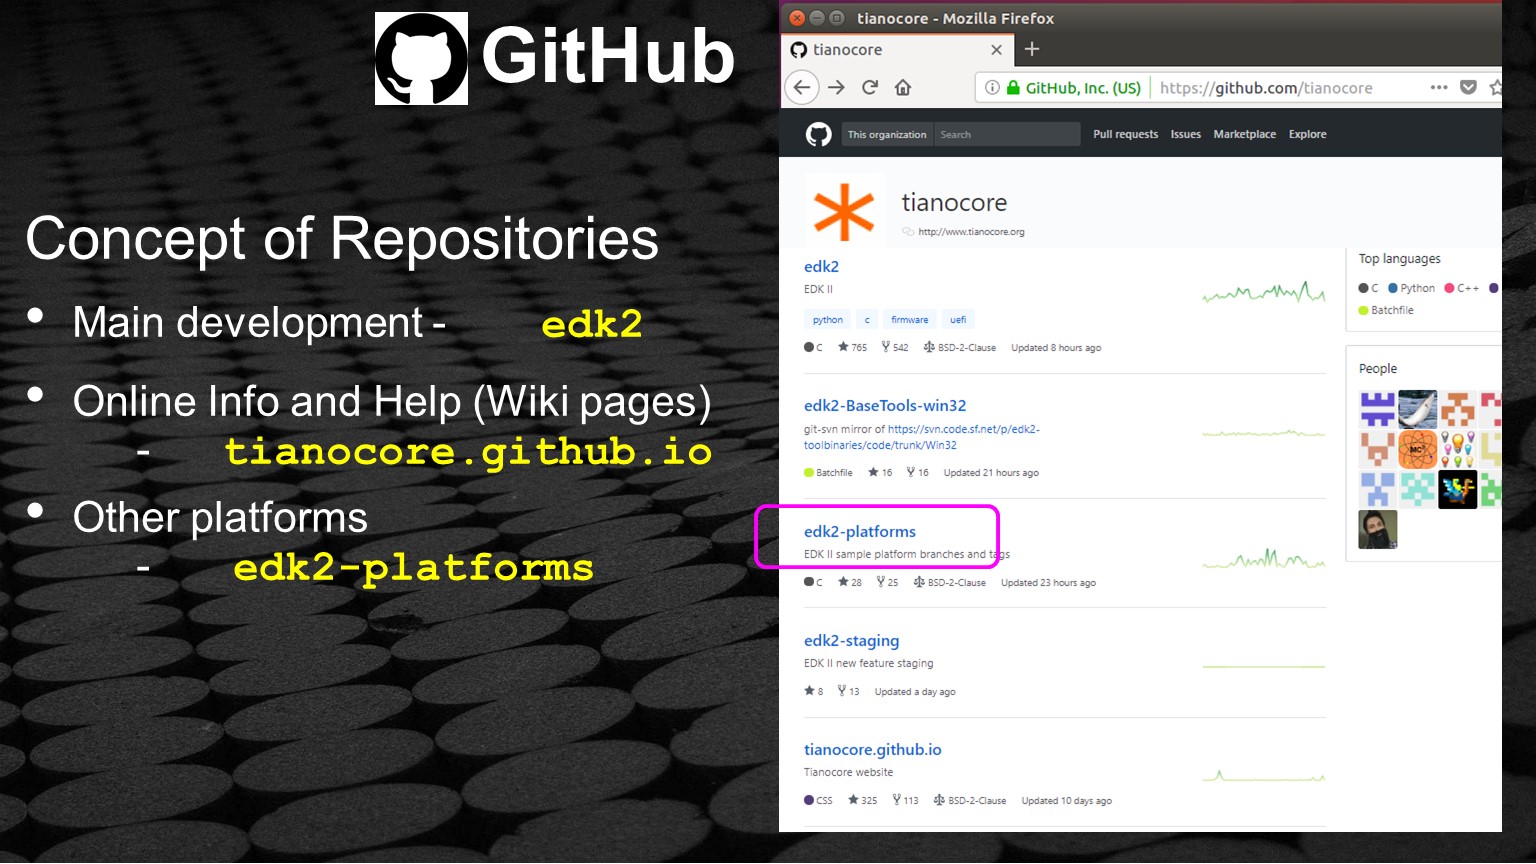 GitHub
Concept of Repositories
• Main development - edk2
• Online Info and Help (Wiki pages)
- tianocore.github.io
• Other platforms
- edk2-platforms
tianocore - Mozilla Firefox
tianocore
GitHub, Inc. (US) https://github.com/tianocore
This organization Search Pull requests Issues Marketplace Explore
tianocore
http://www.tianocore.org
edk2
EDK II
python c firmware uefi
C 765 542 BSD-2-Clause Updated 8 hours ago
edk2-BaseTools-win32
git-svn mirror of https://svn.code.sf.net/p/edk2-
toolbinaries/code/trunk/Win32
Batchfile 16 16 Updated 21 hours ago
edk2-platforms
EDK II sample platform branches and tags
C 28 25 BSD-2-Clause Updated 23 hours ago
edk2-staging
EDK II new feature staging
8 13 Updated a day ago
tianocore.github.io
Tianocore website
CSS 325 113 BSD-2-Clause Updated 10 days ago
Top languages
C Python C++
Batchfile
People
MC²